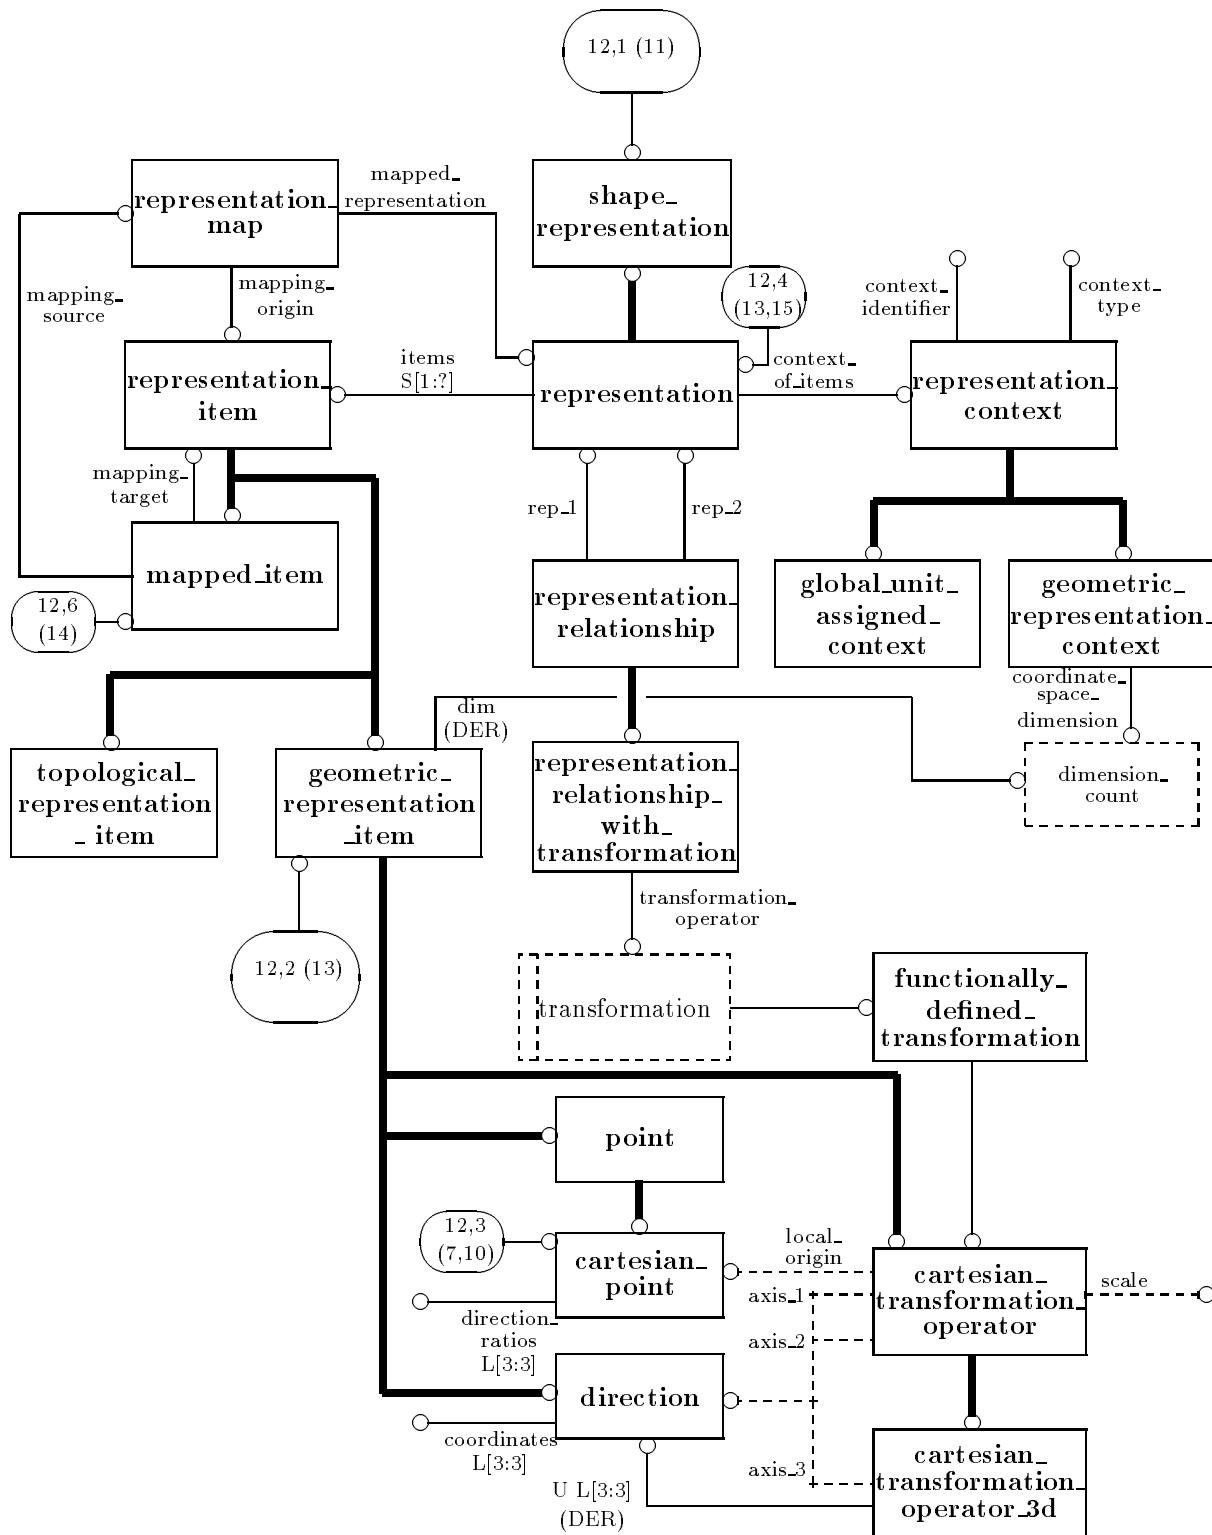 12,1 (11)
representation_
map
mapped_
representation
shape_
representation
mapping_
source
mapping_
origin
12,4
(13,15)
context_
identifier
context_
type
representation_
item
items
S[1:?]
representation
context_
of_items
representation_
context
mapping_
target
rep_1
rep_2
mapped_item
12,6
(14)
representation_
relationship
global_unit_
assigned_
context
geometric_
representation_
context
coordinate_
space_
dimension
dim
(DER)
topological_
representation
_ item
geometric_
representation
_item
representation_
relationship_
with_
transformation
dimension_
count
transformation_
operator
12,2 (13)
transformation
functionally_
defined_
transformation
point
12,3
(7,10)
cartesian_
point
local_
origin
cartesian_
transformation_
operator
scale
axis_1
axis_2
direction_
ratios
L[3:3]
direction
coordinates
L[3:3]
axis_3
U L[3:3]
(DER)
cartesian_
transformation_
operator_3d